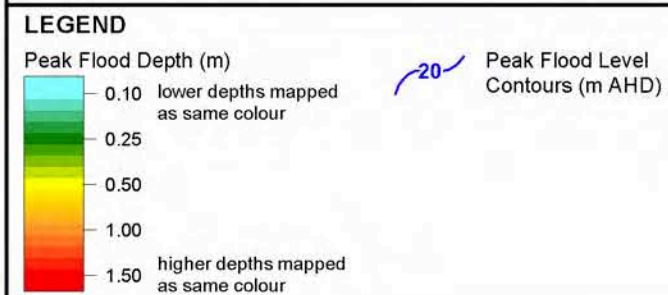 LEGEND
Peak Flood Depth (m)
0.10 lower depths mapped
as same colour
0.25
0.50
1.00
1.50 higher depths mapped
as same colour
20
Peak Flood Level
Contours (m AHD)